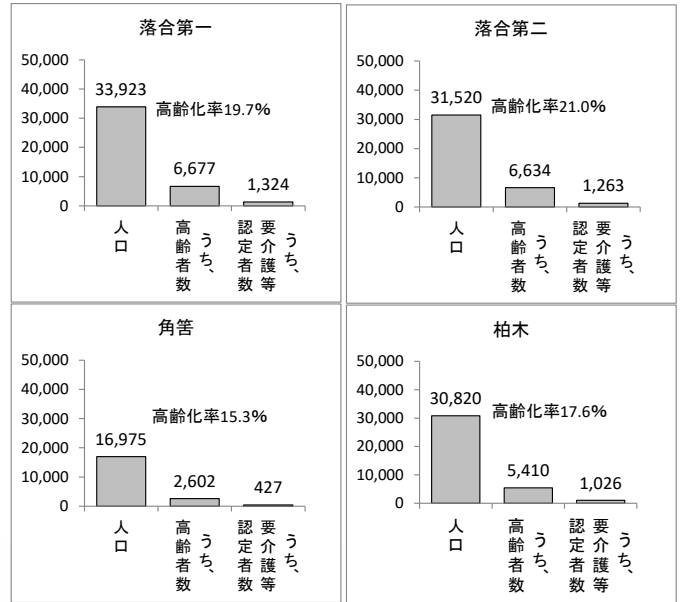 落合第一
50,000
40,000
30,000
20,000
10,000
0
33,923
高齢化率19.7%
6,677
1,324
人口
うち、
高齢者数
うち、
要介護等
認定者数
落合第二
50,000
40,000
30,000
20,000
10,000
0
31,520
高齢化率21.0%
6,634
1,263
人口
うち、
高齢者数
うち、
要介護等
認定者数
角筈
50,000
40,000
30,000
20,000
10,000
0
高齢化率15.3%
16,975
2,602
427
人口
うち、
高齢者数
うち、
要介護等
認定者数
柏木
50,000
40,000
30,000
20,000
10,000
0
30,820
高齢化率17.6%
5,410
1,026
人口
うち、
高齢者数
うち、
要介護等
認定者数